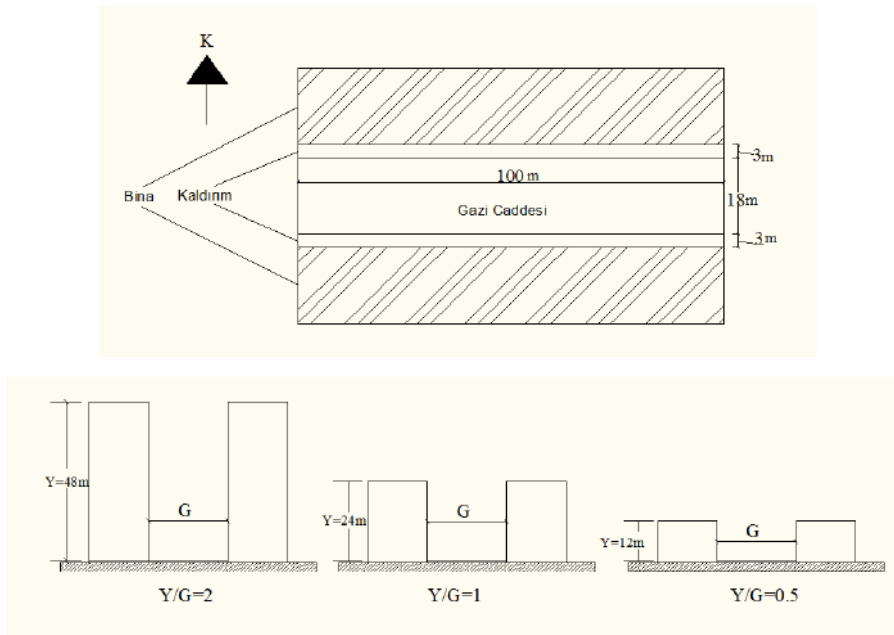 K
3m
100 m
Bina
Kaldırım
18m
Gazi Caddesi
3m
Y=48m
G
Y=24m
G
Y=12m
G
Y/G=2
Y/G=1
Y/G=0.5